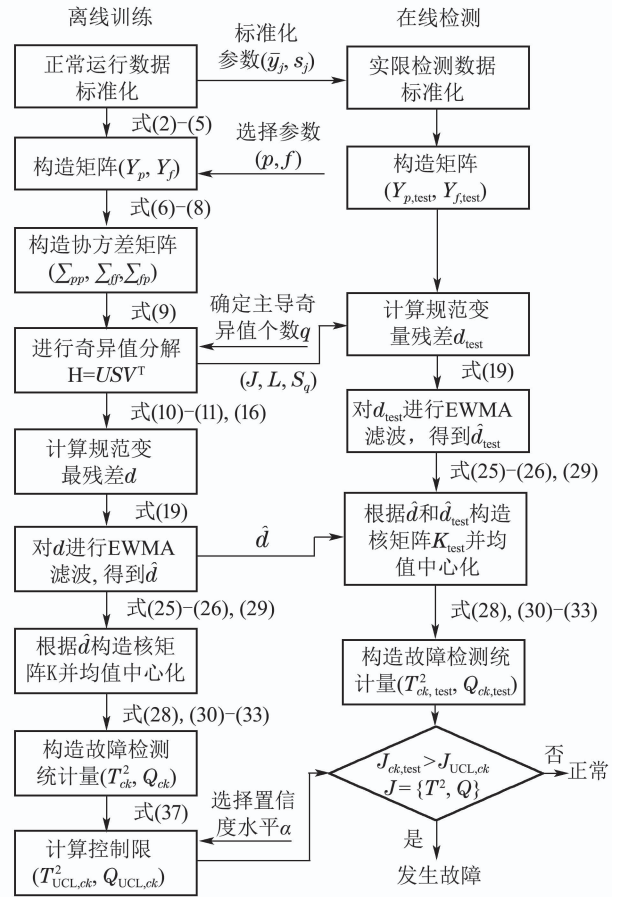 离线训练
正常运行数据
标准化
式(2)-(5)
构造矩阵(Yp, Yf)
式(6)-(8)
构造协方差矩阵
(∑pp, ∑ff,∑fp)
式(9)
进行奇异值分解
H=USVᵀ
式(10)-(11), (16)
计算规范变
最残差d
式(19)
对d进行EWMA
滤波, 得到d̂
式(25)-(26), (29)
根据d̂构造核矩
阵K并均值中心化
式(28), (30)-(33)
构造故障检测
统计量(T²ck, Qck)
式(37)
计算控制限
(T²UCL,ck, QUCL,ck)
标准化
参数(ȳj, sj)
选择参数
(p, f)
确定主导奇
异值个数q
(J, L, Sq)
d̂
选择置信
度水平α
在线检测
实限检测数据
标准化
构造矩阵
(Yp,test, Yf,test)
计算规范变
量残差dtest
式(19)
对dtest进行EWMA
滤波，得到d̂test
式(25)-(26), (29)
根据d̂和d̂test构造
核矩阵Ktest并均
值中心化
式(28), (30)-(33)
构造故障检测统
计量(T²ck, test, Qck,test)
Jck,test>JUCL,ck
J={T², Q}
否
正常
是
发生故障